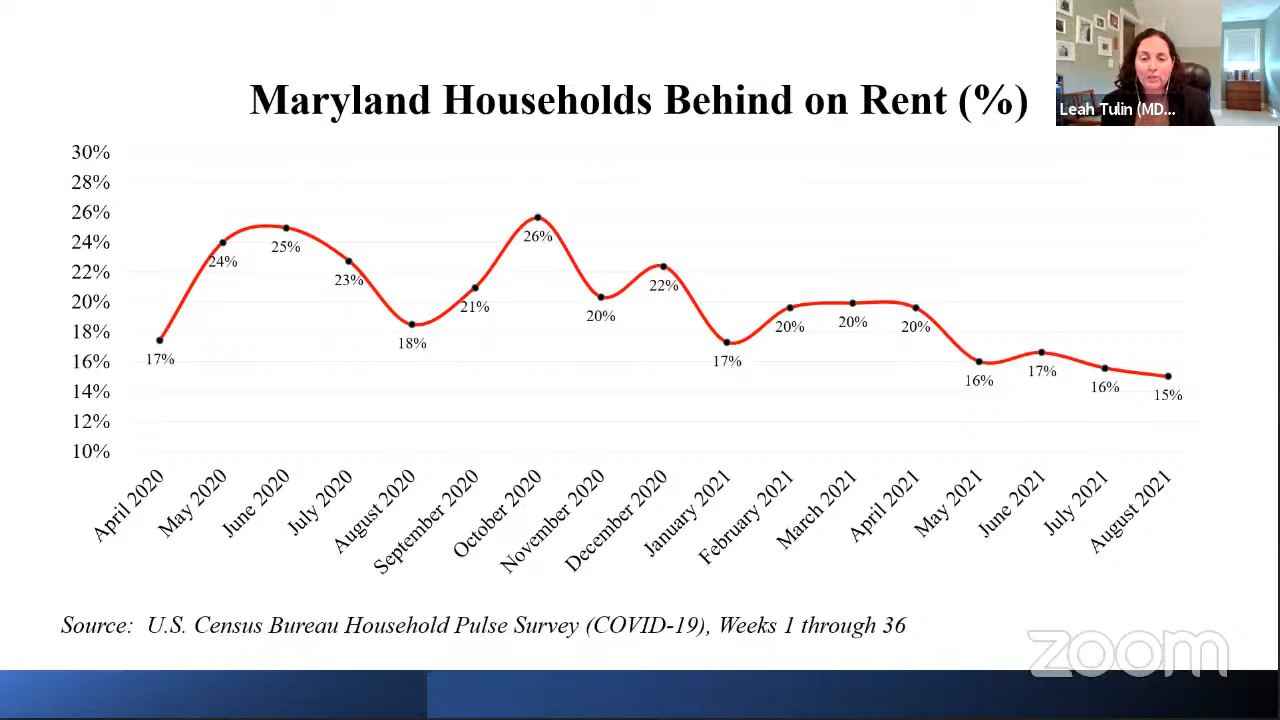 Maryland Households Behind on Rent (%)
Leah Tulin (MD...
30%
28%
26%
24%
22%
20%
18%
16%
14%
12%
10%
17%
24%
25%
23%
18%
21%
26%
20%
22%
17%
20%
20%
20%
16%
17%
16%
15%
April 2020
May 2020
June 2020
July 2020
August 2020
September 2020
October 2020
November 2020
December 2020
January 2021
February 2021
March 2021
April 2021
May 2021
June 2021
July 2021
August 2021
Source: U.S. Census Bureau Household Pulse Survey (COVID-19), Weeks 1 through 36
zoom